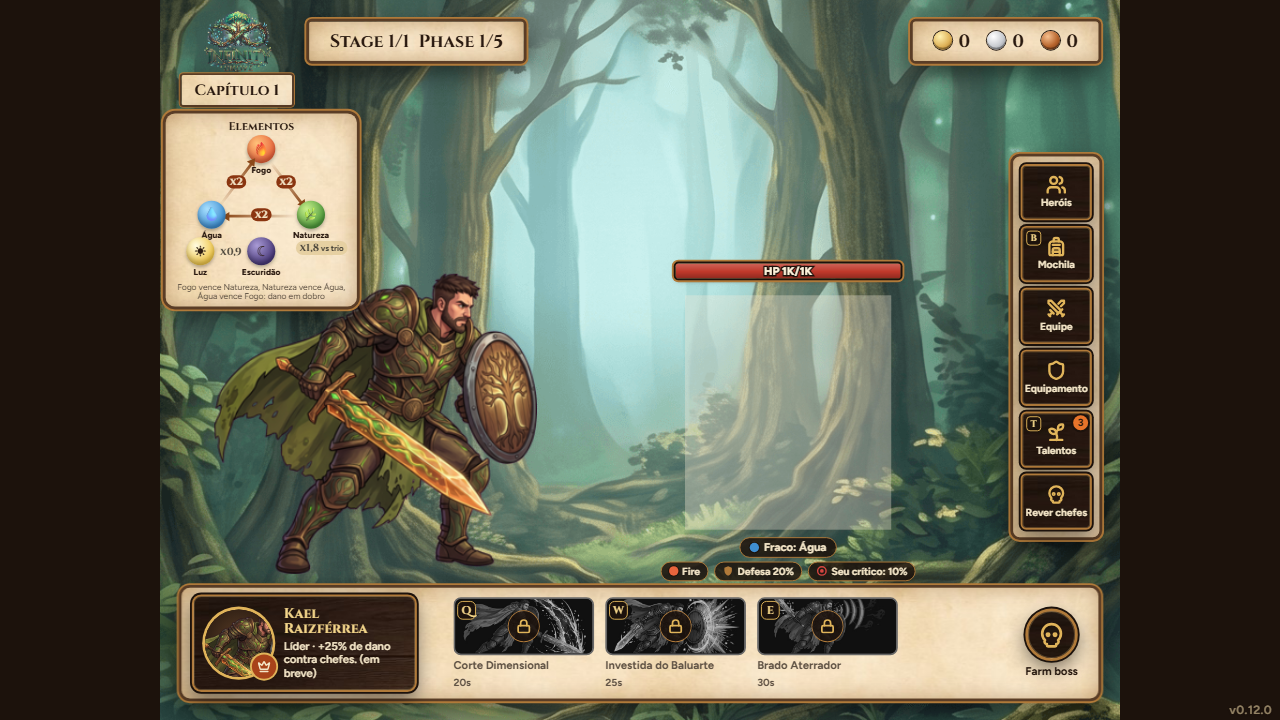 STAGE 1/1 PHASE 1/5
0 0 0
CAPÍTULO 1
ELEMENTOS
Fogo
X2 X2
X2
Água Natureza
X0,9 X1,8 vs trio
Luz Escuridão
Fogo vence Natureza, Natureza vence Água,
Água vence Fogo: dano em dobro
HP 1K/1K
Heróis
B
Mochila
Equipe
Equipamento
T 3
Talentos
Rever chefes
Fraco: Água
Fire Defesa 20% Seu crítico: 10%
KAEL
RAIZFÉRREA
Líder · +25% de dano
contra chefes. (em
breve)
Q W E
Corte Dimensional Investida do Baluarte Brado Aterrador
20s 25s 30s
Farm boss
v0.12.0